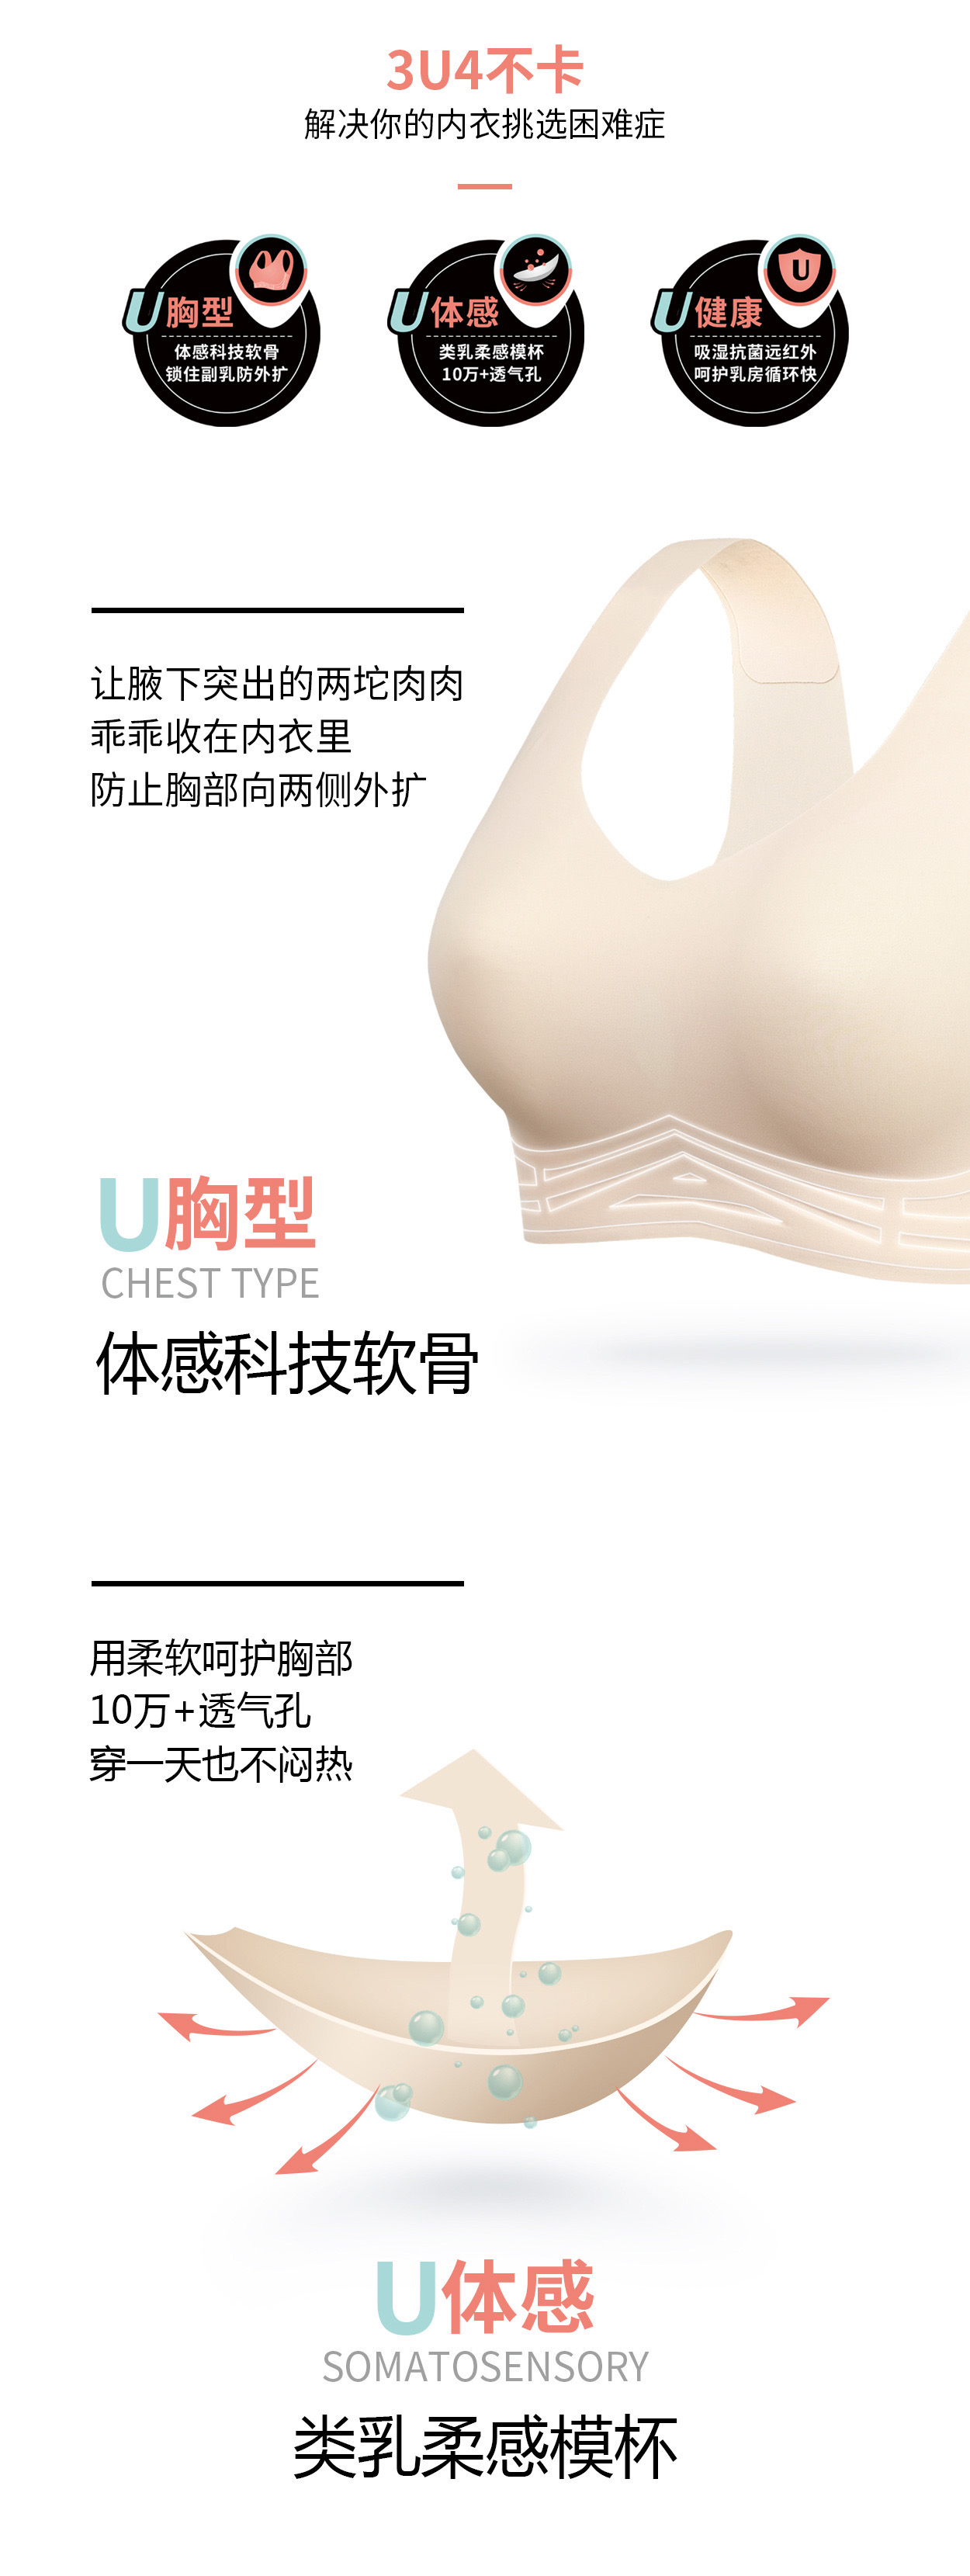 3U4不卡
解决你的内衣挑选困难症
U胸型
体感科技软骨
锁住副乳防外扩
U体感
类乳柔感模杯
10万+透气孔
U
U健康
吸湿抗菌远红外
呵护乳房循环快
让腋下突出的两坨肉肉
乖乖收在内衣里
防止胸部向两侧外扩
U胸型
CHEST TYPE
体感科技软骨
用柔软呵护胸部
10万+透气孔
穿一天也不闷热
U体感
SOMATOSENSORY
类乳柔感模杯